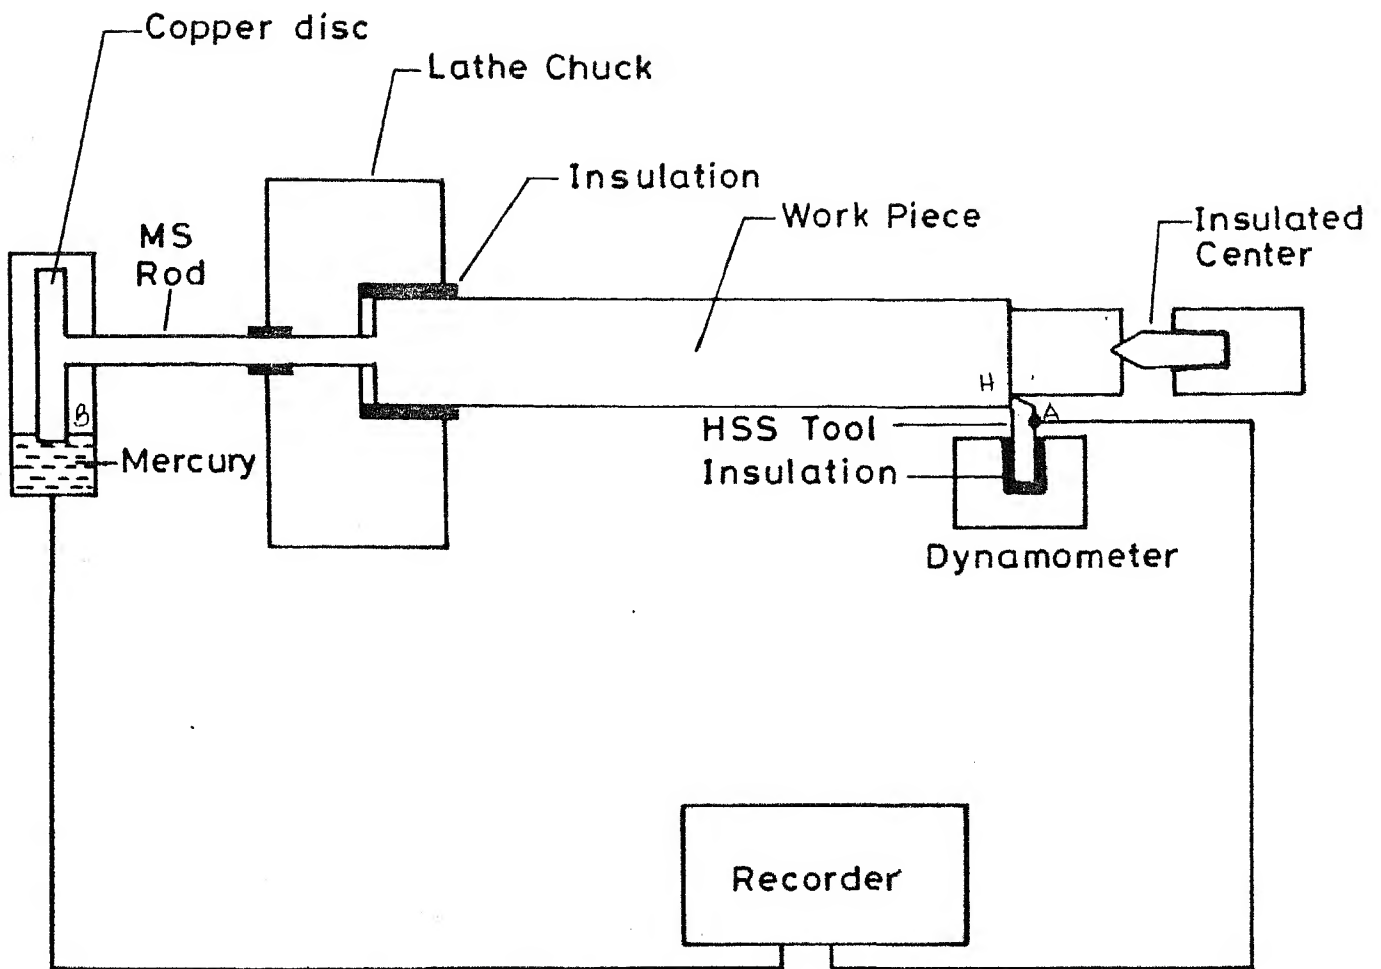 Copper disc
Lathe Chuck
Insulation
Work Piece
Insulated
Center
MS
Rod
H
A
B
HSS Tool
Mercury
Insulation
Dynamometer
Recorder